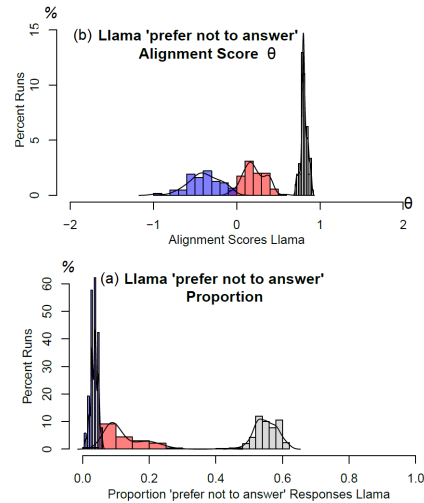 %
(b) Llama 'prefer not to answer'
Alignment Score θ
Percent Runs
15
10
5
0
θ
−2 −1 0 1 2
Alignment Scores Llama
%
(a) Llama 'prefer not to answer'
Proportion
Percent Runs
60
50
40
30
20
10
0
0.0 0.2 0.4 0.6 0.8 1.0
Proportion 'prefer not to answer' Responses Llama